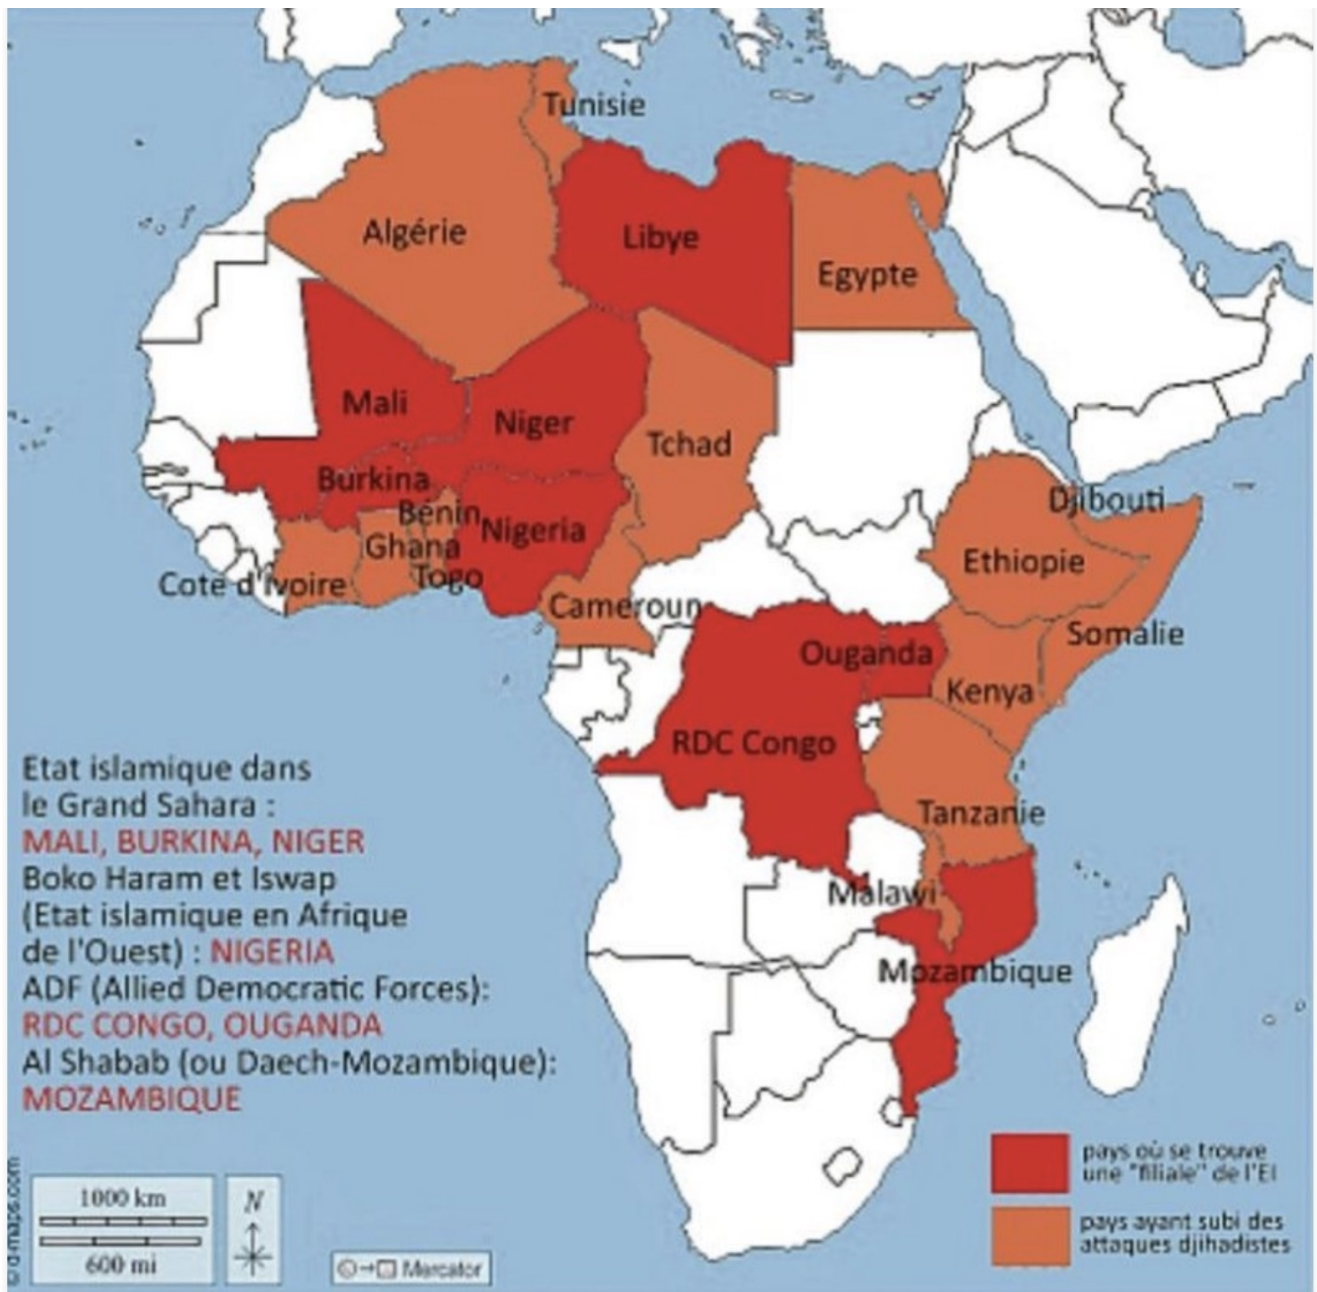 Tunisie
Algérie
Libye
Egypte
Mali
Niger
Tchad
Burkina
Bénin
Nigeria
Ghana
Togo
Coté d'Ivoire
Cameroun
Djibouti
Ethiopie
Somalie
Ouganda
Kenya
RDC Congo
Tanzanie
Malawi
Mozambique
Etat islamique dans
le Grand Sahara :
MALI, BURKINA, NIGER
Boko Haram et Iswap
(Etat islamique en Afrique
de l'Ouest) : NIGERIA
ADF (Allied Democratic Forces):
RDC CONGO, OUGANDA
Al Shabab (ou Daech-Mozambique):
MOZAMBIQUE
pays où se trouve
une "filiale" de l'EI
pays ayant subi des
attaques djihadistes
1000 km
600 mi
N
Mercator
© d-maps.com